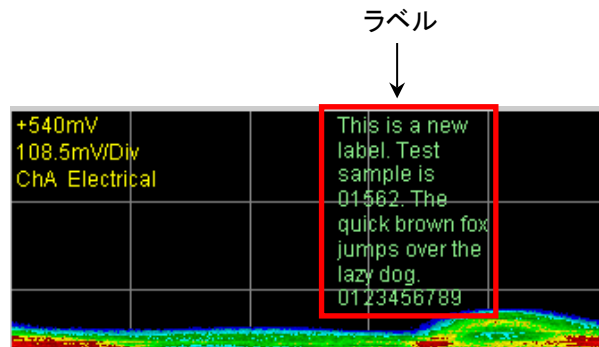 ラベル
+540mV
108.5mV/Div
ChA Electrical
This is a new
label. Test
sample is
01562. The
quick brown fox
jumps over the
lazy dog.
0123456789